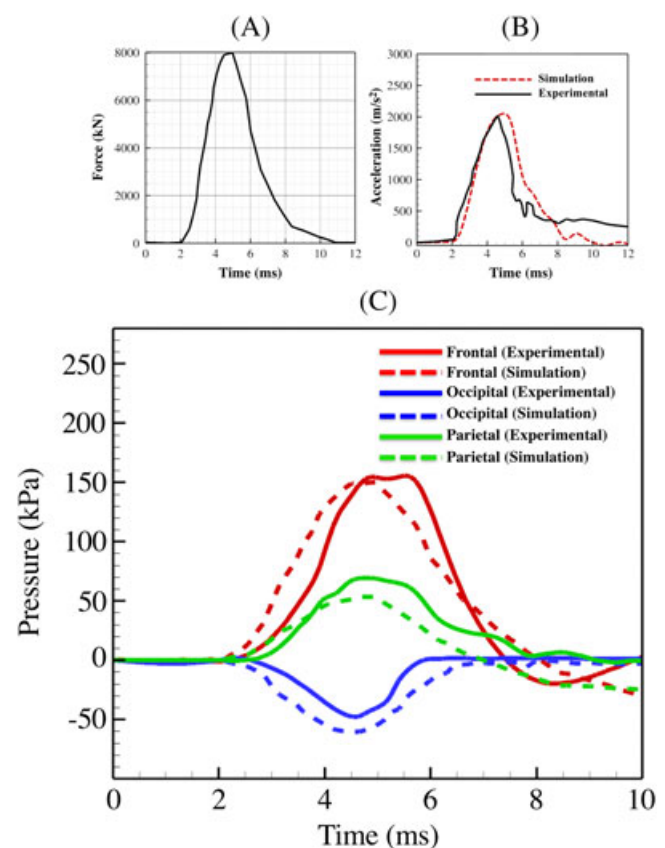 (A)
(B)
8000
6000
4000
2000
0
Force (kN)
0 2 4 6 8 10 12
Time (ms)
3000
2500
2000
1500
1000
500
0
Acceleration (m/s²)
Simulation
Experimental
0 2 4 6 8 10 12
Time (ms)
(C)
250
200
150
100
50
0
-50
Pressure (kPa)
Frontal (Experimental)
Frontal (Simulation)
Occipital (Experimental)
Occipital (Simulation)
Parietal (Experimental)
Parietal (Simulation)
0 2 4 6 8 10
Time (ms)